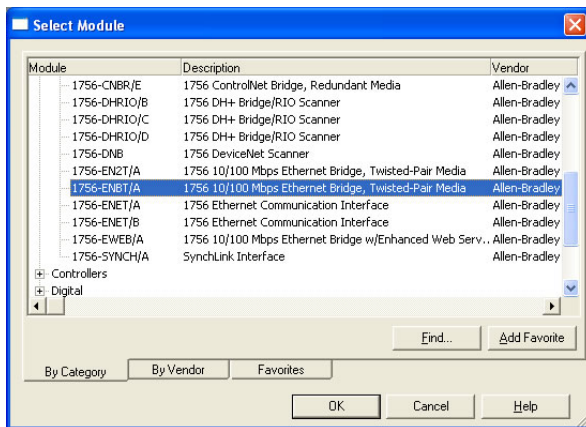 Select Module
Module Description Vendor
1756-CNBR/E 1756 ControlNet Bridge, Redundant Media Allen-Bradley
1756-DHRIO/B 1756 DH+ Bridge/RIO Scanner Allen-Bradley
1756-DHRIO/C 1756 DH+ Bridge/RIO Scanner Allen-Bradley
1756-DHRIO/D 1756 DH+ Bridge/RIO Scanner Allen-Bradley
1756-DNB 1756 DeviceNet Scanner Allen-Bradley
1756-EN2T/A 1756 10/100 Mbps Ethernet Bridge, Twisted-Pair Media Allen-Bradley
1756-ENBT/A 1756 10/100 Mbps Ethernet Bridge, Twisted-Pair Media Allen-Bradley
1756-ENET/A 1756 Ethernet Communication Interface Allen-Bradley
1756-ENET/B 1756 Ethernet Communication Interface Allen-Bradley
1756-EWEB/A 1756 10/100 Mbps Ethernet Bridge w/Enhanced Web Serv.. Allen-Bradley
1756-SYNCH/A SynchLink Interface Allen-Bradley
Controllers
Digital
Find... Add Favorite
By Category By Vendor Favorites
OK Cancel Help